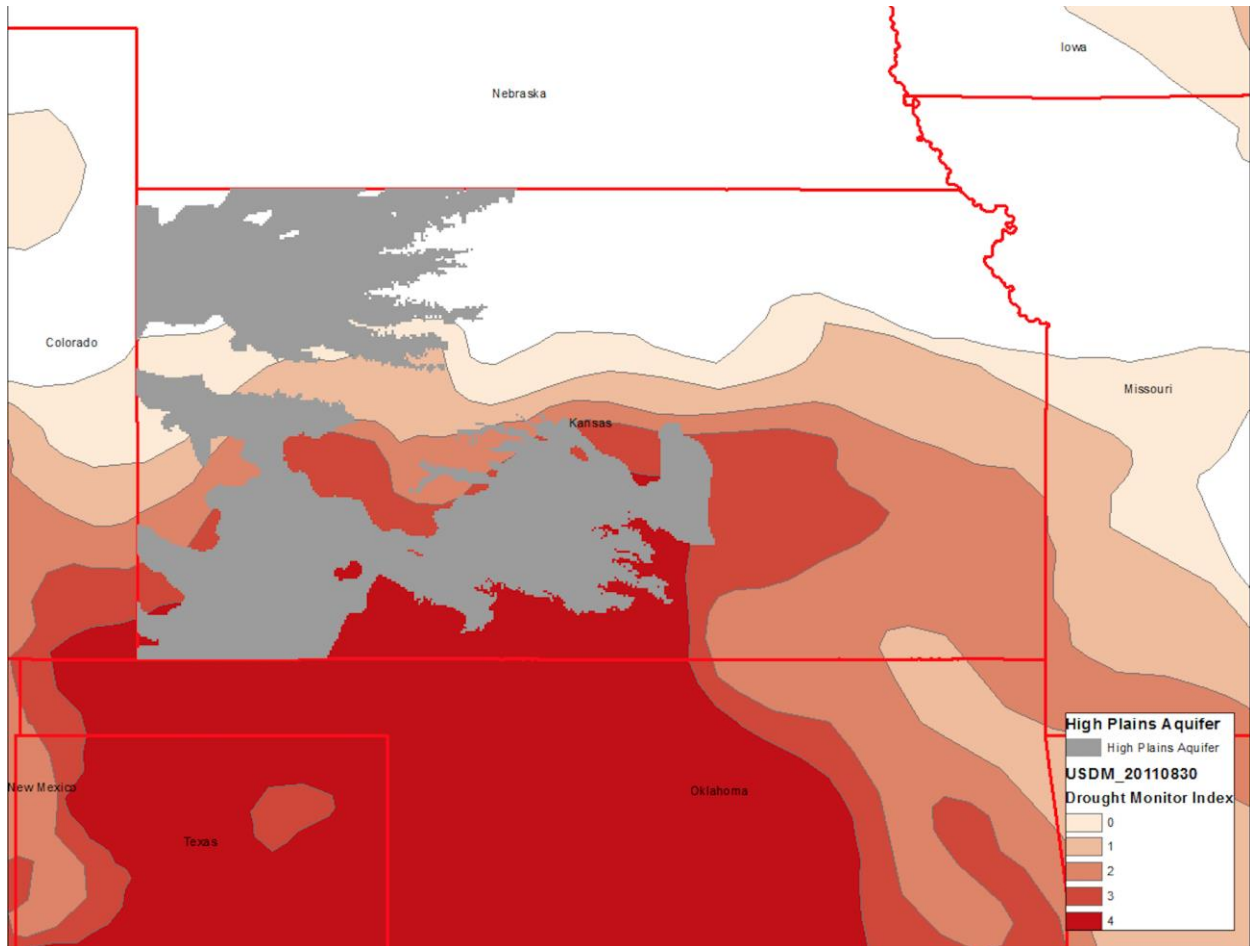 Iowa
Nebraska
Colorado
Missouri
Kansas
New Mexico
Oklahoma
Texas
High Plains Aquifer
High Plains Aquifer
USDM_20110830
Drought Monitor Index
0
1
2
3
4